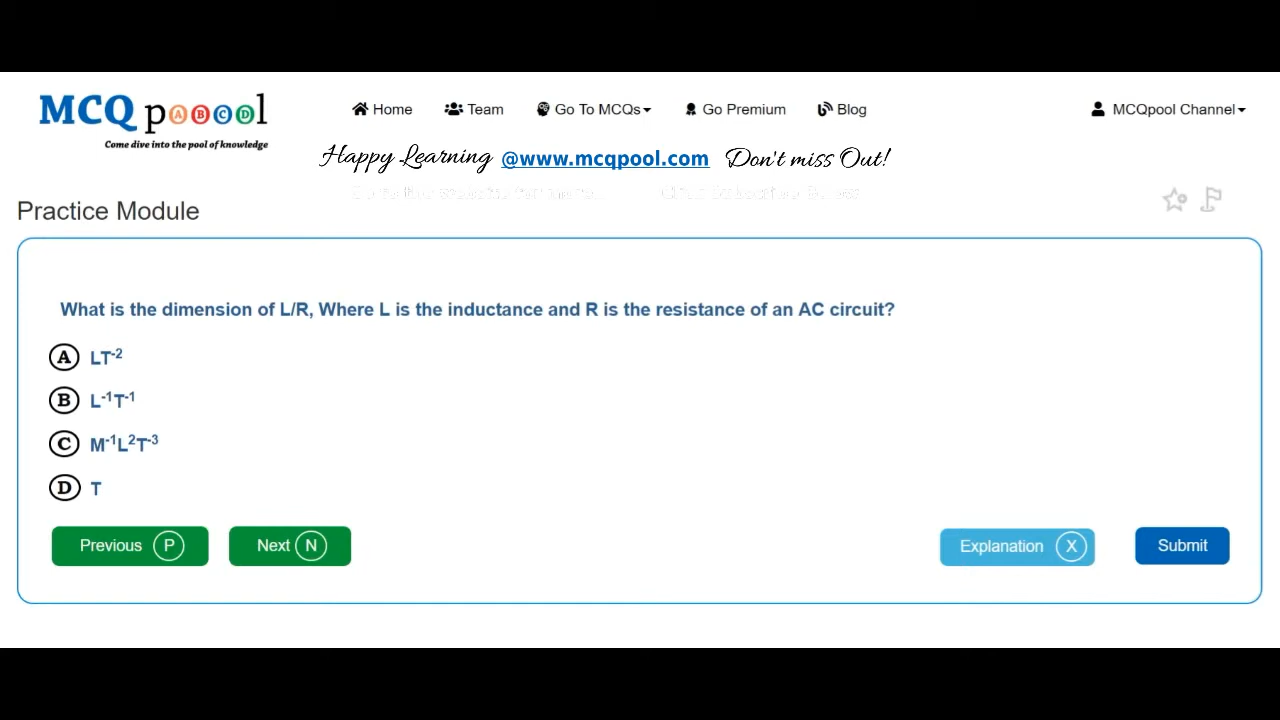 MCQ pooool
Come dive into the pool of knowledge
Home Team Go To MCQs Go Premium Blog MCQpool Channel
Happy Learning @www.mcqpool.com Don't miss Out!
Practice Module
What is the dimension of L/R, Where L is the inductance and R is the resistance of an AC circuit?
A LT⁻²
B L⁻¹T⁻¹
C M⁻¹L²T⁻³
D T
Previous P Next N Explanation X Submit